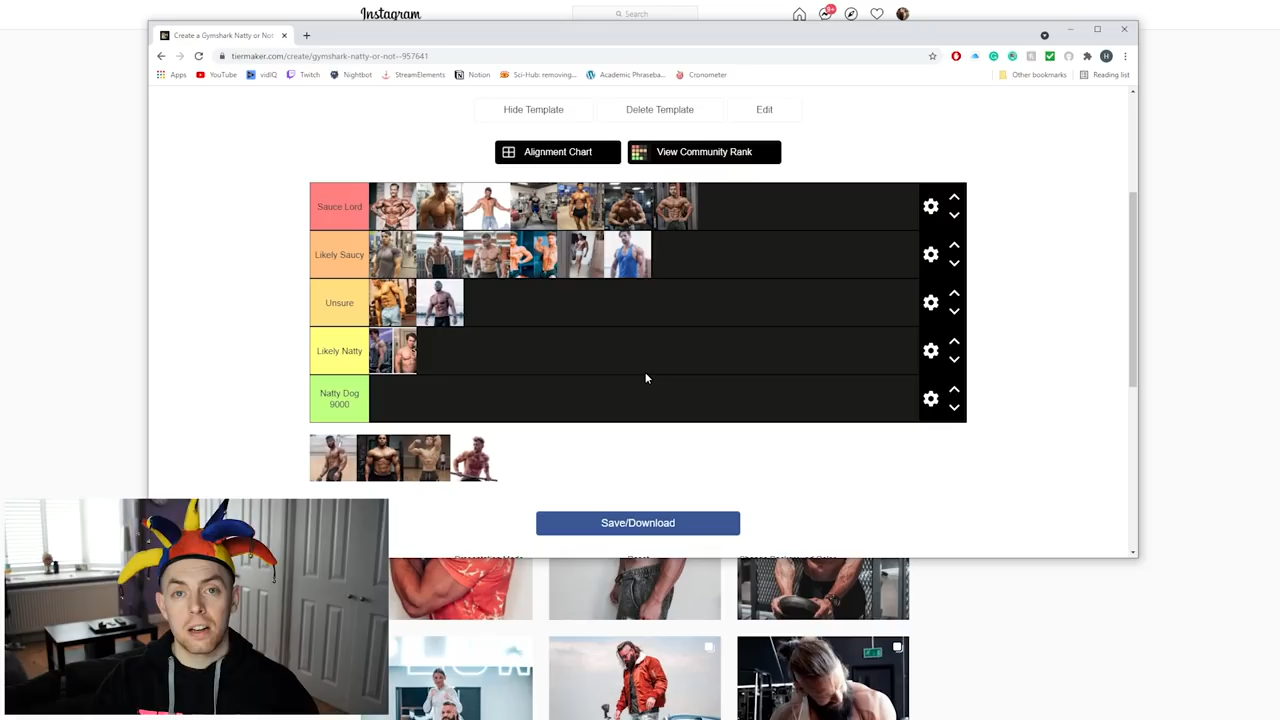 Instagram
Search
9+
Create a Gymshark Natty or Not
tiermaker.com/create/gymshark-natty-or-not--957641
Apps
YouTube
vidIQ
Twitch
Nightbot
StreamElements
Notion
Sci-Hub: removing...
Academic Phraseba...
Cronometer
Other bookmarks
Reading list
Hide Template
Delete Template
Edit
Alignment Chart
View Community Rank
Sauce Lord
Likely Saucy
Unsure
Likely Natty
Natty Dog
9000
Save/Download